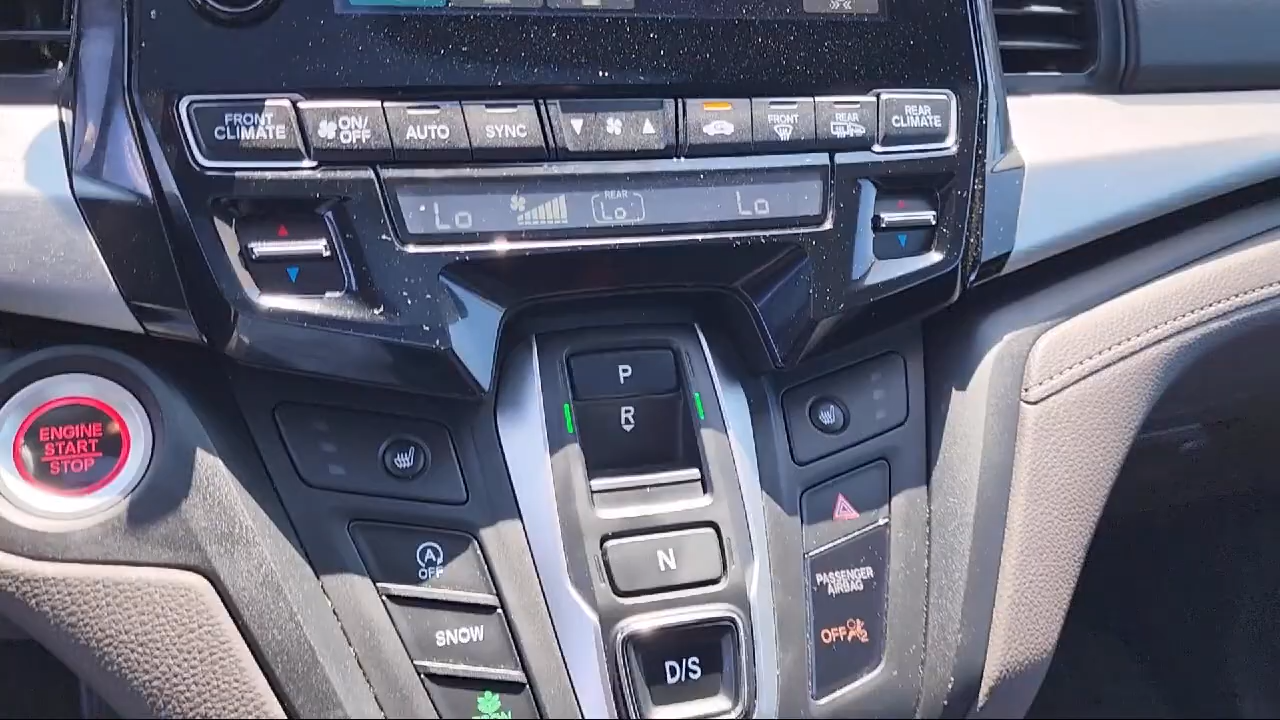 FRONT
CLIMATE
ON/
OFF
AUTO
SYNC
FRONT
REAR
REAR
CLIMATE
Lo
REAR
Lo
Lo
P
R
ENGINE
START
STOP
A
OFF
N
PASSENGER
AIRBAG
SNOW
OFF
2
D/S